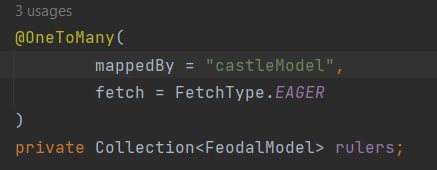 3 usages
@OneToMany(
mappedBy = "castleModel",
fetch = FetchType.EAGER
)
private Collection<FeodalModel> rulers;